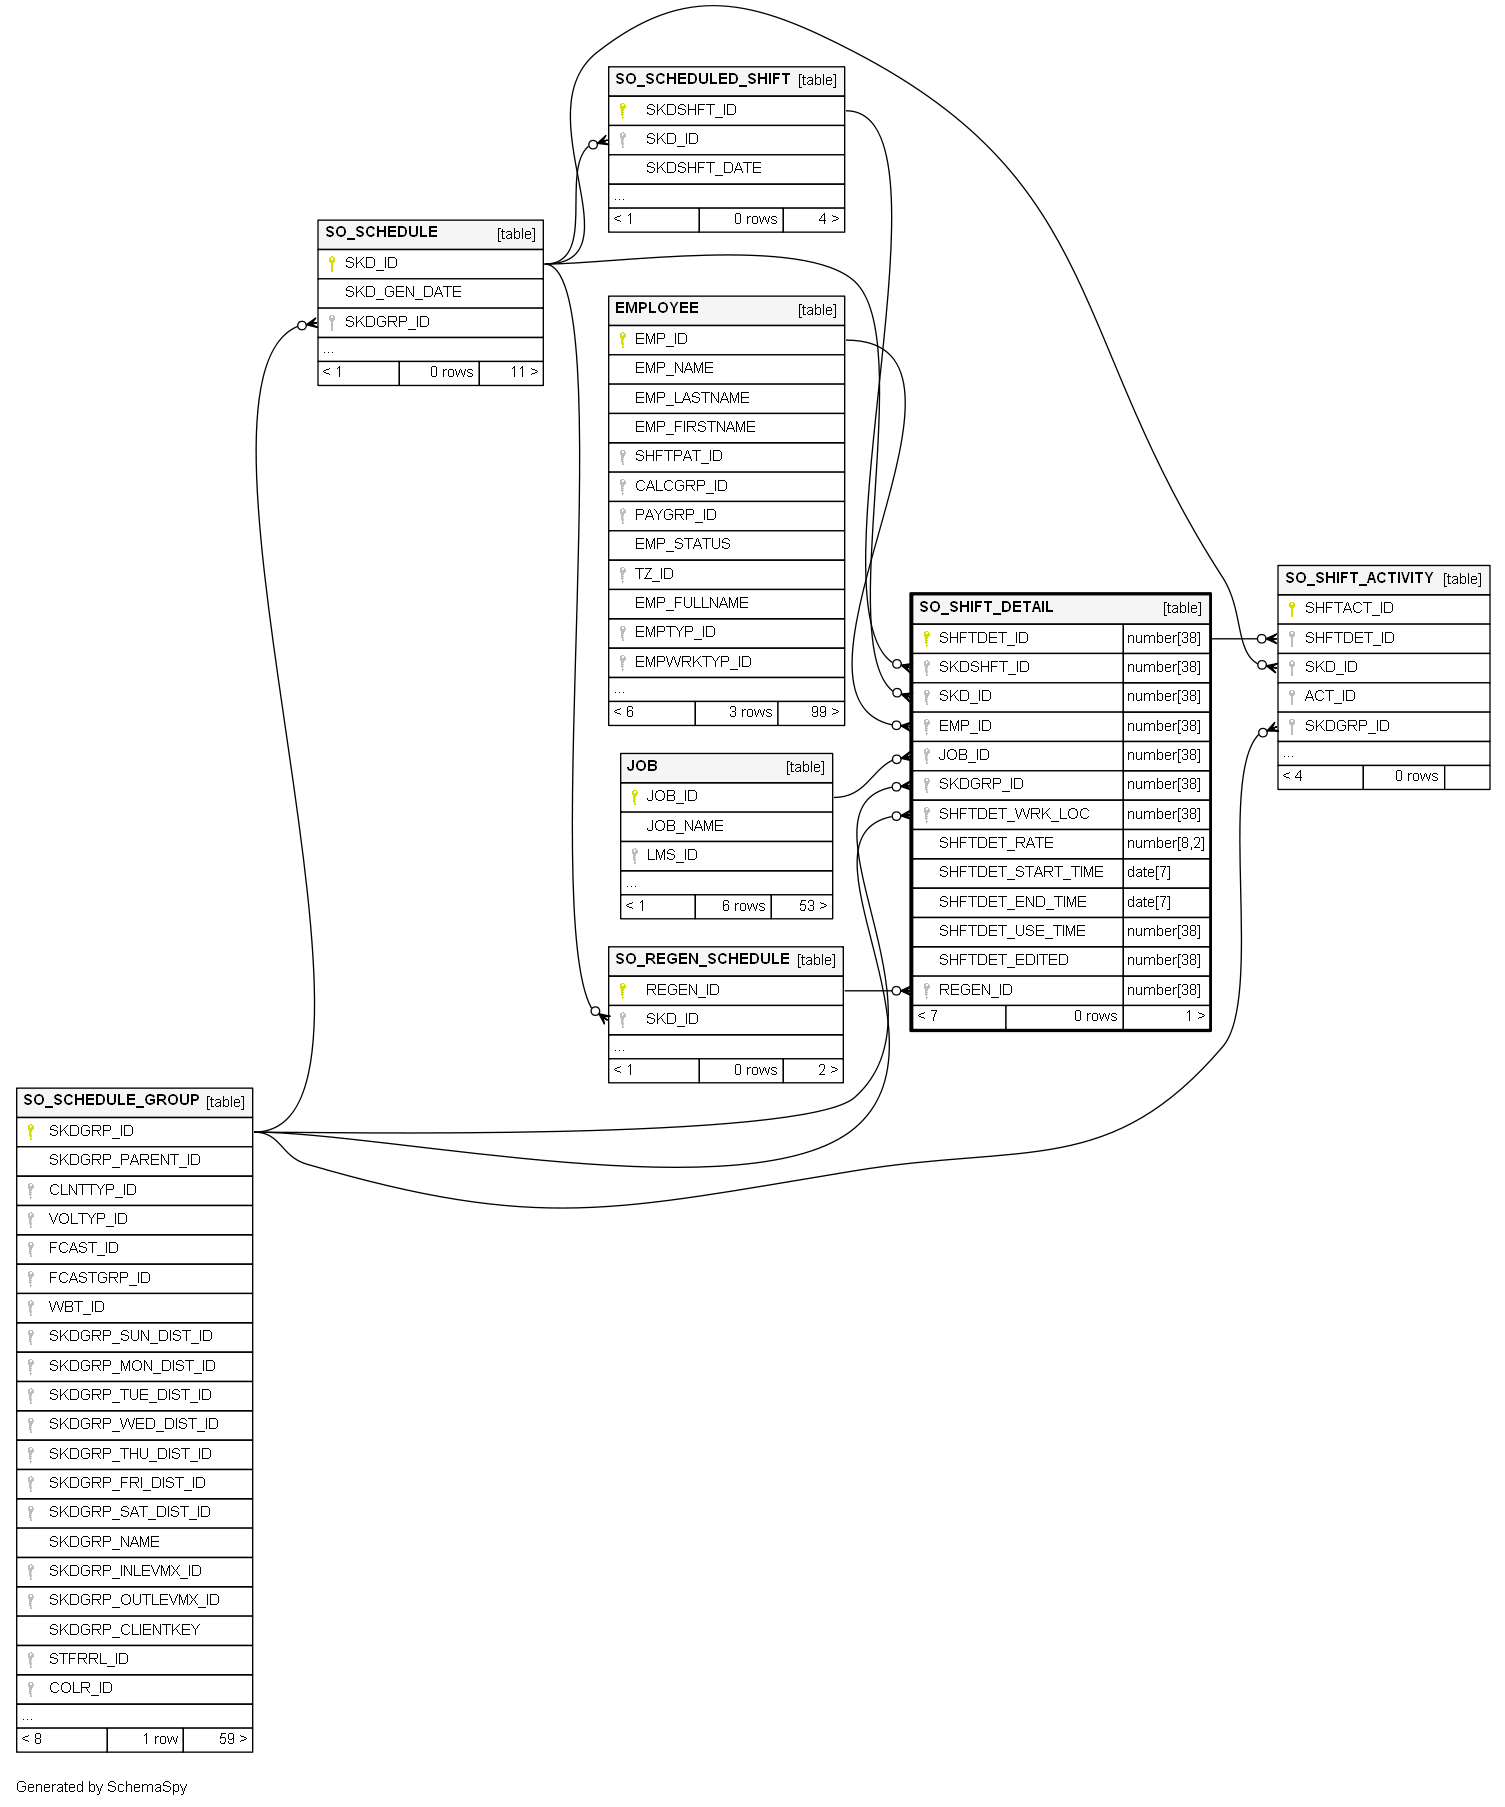 SO_SCHEDULED_SHIFT [table]
SKDSHFT_ID
SKD_ID
SKDSHFT_DATE
...
< 1 0 rows 4 >
SO_SCHEDULE [table]
SKD_ID
SKD_GEN_DATE
SKDGRP_ID
...
< 1 0 rows 11 >
EMPLOYEE [table]
EMP_ID
EMP_NAME
EMP_LASTNAME
EMP_FIRSTNAME
SHFTPAT_ID
CALCGRP_ID
PAYGRP_ID
EMP_STATUS
TZ_ID
EMP_FULLNAME
EMPTYP_ID
EMPWRKTYP_ID
...
< 6 3 rows 99 >
SO_SHIFT_DETAIL [table]
SHFTDET_ID number[38]
SKDSHFT_ID number[38]
SKD_ID number[38]
EMP_ID number[38]
JOB_ID number[38]
SKDGRP_ID number[38]
SHFTDET_WRK_LOC number[38]
SHFTDET_RATE number[8,2]
SHFTDET_START_TIME date[7]
SHFTDET_END_TIME date[7]
SHFTDET_USE_TIME number[38]
SHFTDET_EDITED number[38]
REGEN_ID number[38]
< 7 0 rows 1 >
SO_SHIFT_ACTIVITY [table]
SHFTACT_ID
SHFTDET_ID
SKD_ID
ACT_ID
SKDGRP_ID
...
< 4 0 rows
JOB [table]
JOB_ID
JOB_NAME
LMS_ID
...
< 1 6 rows 53 >
SO_REGEN_SCHEDULE [table]
REGEN_ID
SKD_ID
...
< 1 0 rows 2 >
SO_SCHEDULE_GROUP [table]
SKDGRP_ID
SKDGRP_PARENT_ID
CLNTTYP_ID
VOLTYP_ID
FCAST_ID
FCASTGRP_ID
WBT_ID
SKDGRP_SUN_DIST_ID
SKDGRP_MON_DIST_ID
SKDGRP_TUE_DIST_ID
SKDGRP_WED_DIST_ID
SKDGRP_THU_DIST_ID
SKDGRP_FRI_DIST_ID
SKDGRP_SAT_DIST_ID
SKDGRP_NAME
SKDGRP_INLEVMX_ID
SKDGRP_OUTLEVMX_ID
SKDGRP_CLIENTKEY
STFRRL_ID
COLR_ID
...
< 8 1 row 59 >
Generated by SchemaSpy